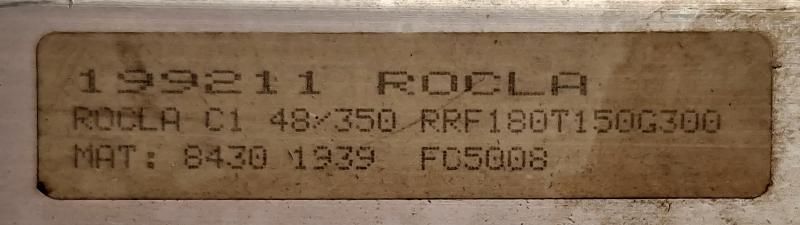 199211 ROCLA
ROCLA C1 48/350 RRF180T150G300
MAT: 8430 1939 FC5008